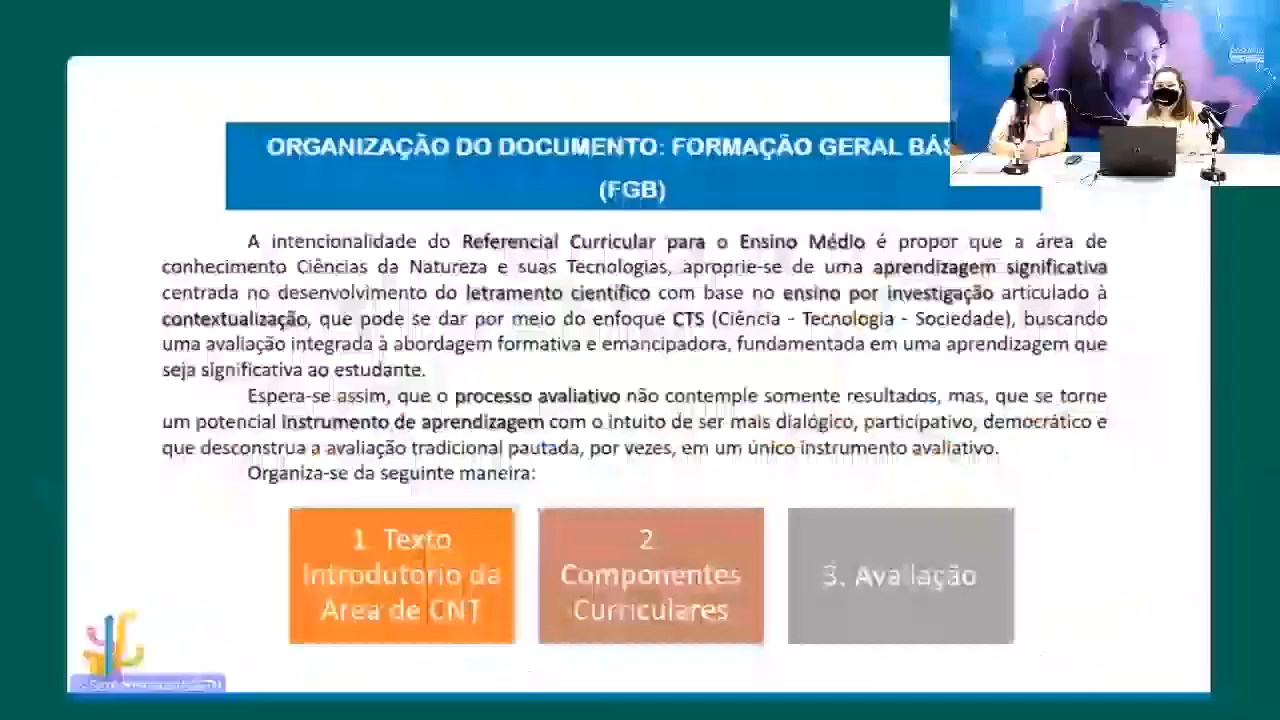 ORGANIZAÇÃO DO DOCUMENTO: FORMAÇÃO GERAL BÁS
(FGB)
A intencionalidade do Referencial Curricular para o Ensino Médio é propor que a área de
conhecimento Ciências da Natureza e suas Tecnologias, aproprie-se de uma aprendizagem significativa
centrada no desenvolvimento do letramento científico com base no ensino por investigação articulado à
contextualização, que pode se dar por meio do enfoque CTS (Ciência - Tecnologia - Sociedade), buscando
uma avaliação integrada à abordagem formativa e emancipadora, fundamentada em uma aprendizagem que
seja significativa ao estudante.
Espera-se assim, que o processo avaliativo não contemple somente resultados, mas, que se torne
um potencial instrumento de aprendizagem com o intuito de ser mais dialógico, participativo, democrático e
que desconstrua a avaliação tradicional pautada, por vezes, em um único instrumento avaliativo.
Organiza-se da seguinte maneira:
1. Texto
Introdutório da
Área de CNT
2.
Componentes
Curriculares
3. Avaliação